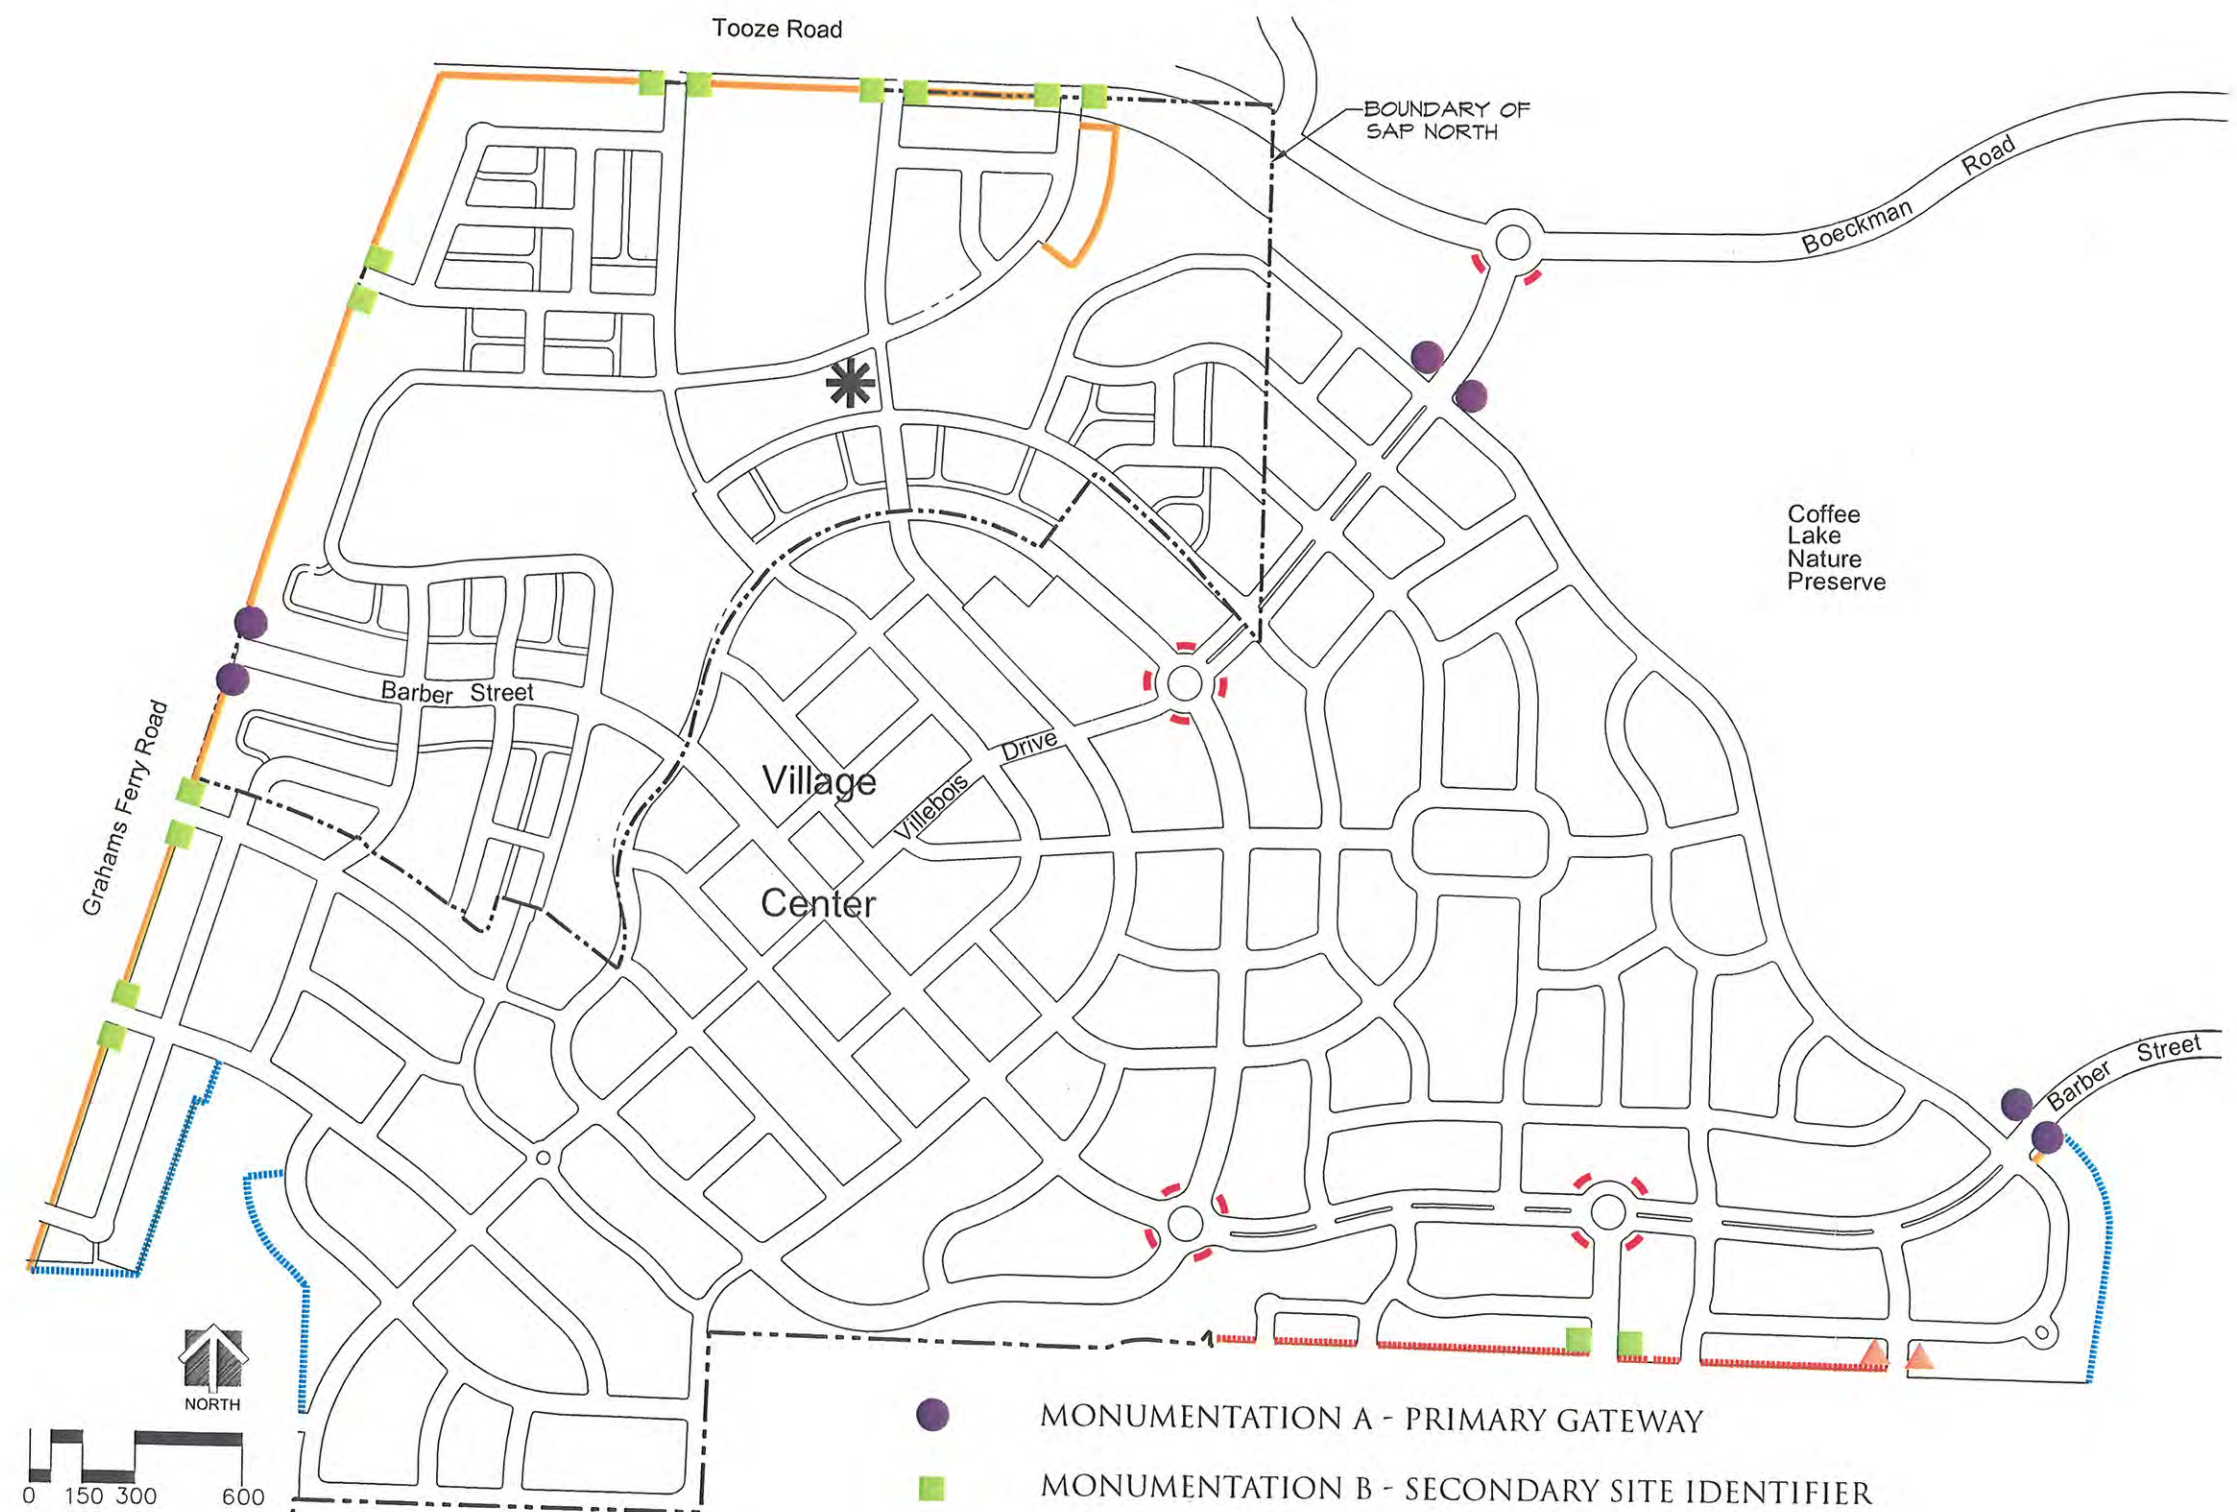 Tooze Road
BOUNDARY OF
SAP NORTH
Boeckman Road
Coffee
Lake
Nature
Preserve
Barber Street
Grahams Ferry Road
Village
Center
Villebois Drive
Barber Street
NORTH
0 150 300 600
MONUMENTATION A - PRIMARY GATEWAY
MONUMENTATION B - SECONDARY SITE IDENTIFIER